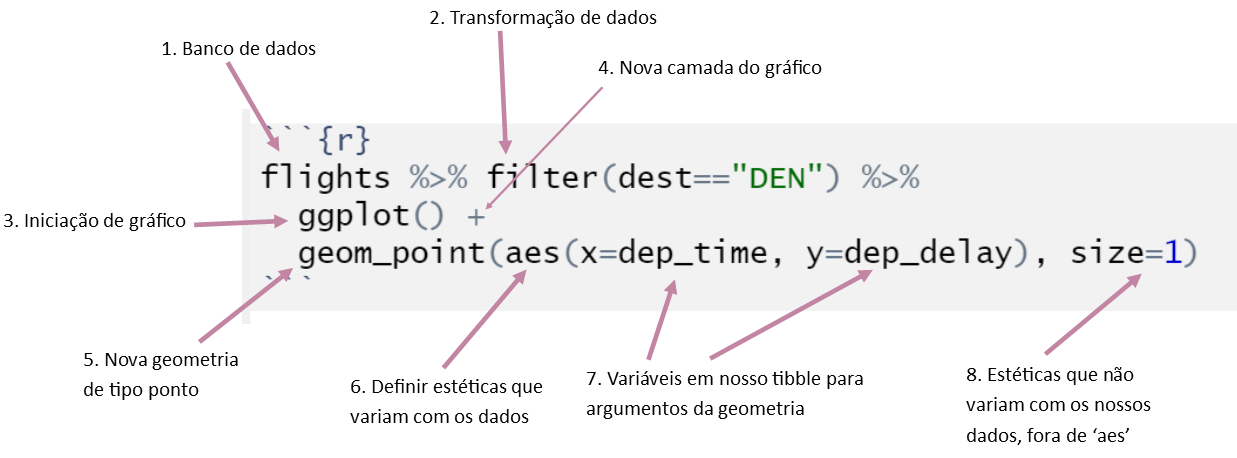 2. Transformação de dados
1. Banco de dados
4. Nova camada do gráfico
```{r}
flights %>% filter(dest=="DEN") %>%
3. Iniciação de gráfico
ggplot() +
geom_point(aes(x=dep_time, y=dep_delay), size=1)
```
5. Nova geometria
de tipo ponto
6. Definir estéticas que
variam com os dados
7. Variáveis em nosso tibble para
argumentos da geometria
8. Estéticas que não
variam com os nossos
dados, fora de ‘aes’